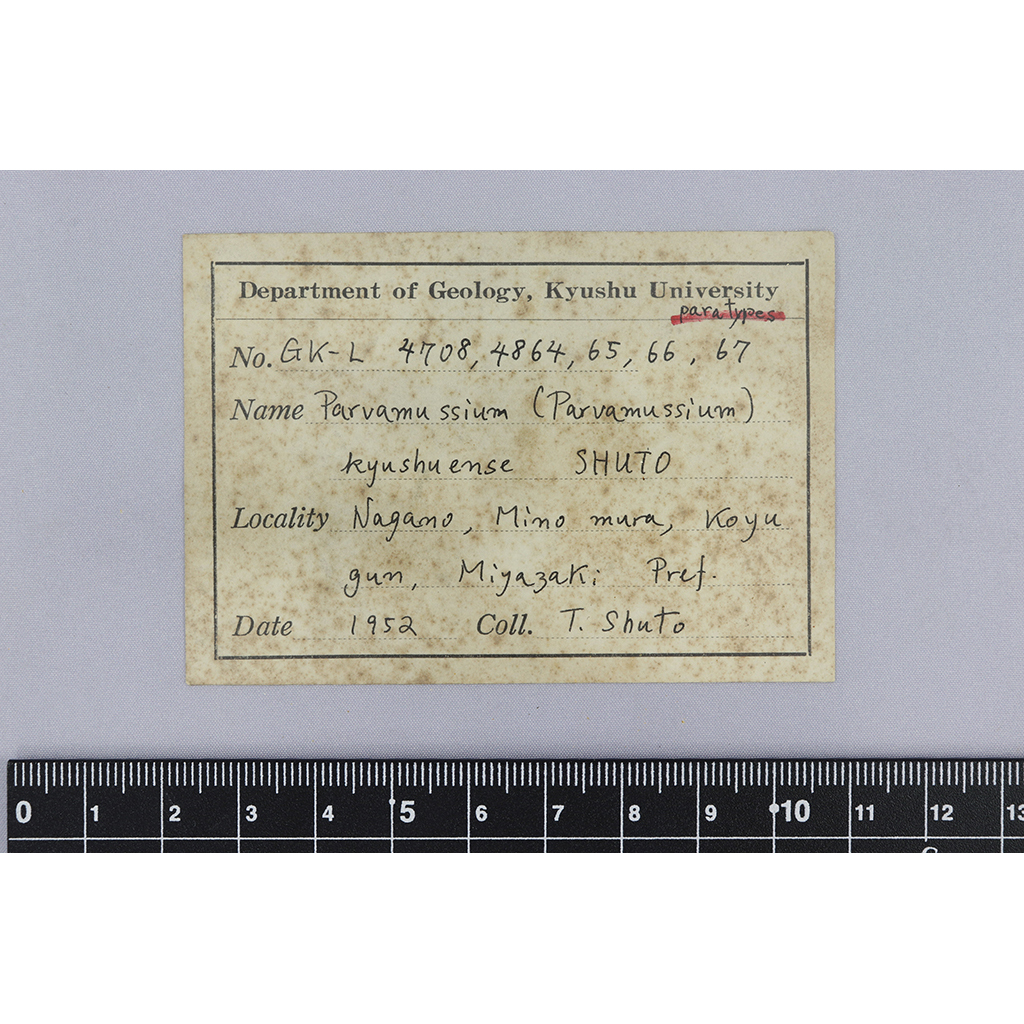 Department of Geology, Kyushu University
paratypes
No. GK-L 4708, 4864, 65, 66, 67
Name Parvamussium (Parvamussium)
kyushuense SHUTO
Locality Nagano, Mino mura, Koyu
gun, Miyazaki Pref.
Date 1952 Coll. T. Shuto
0 1 2 3 4 5 6 7 8 9 10 11 12 13